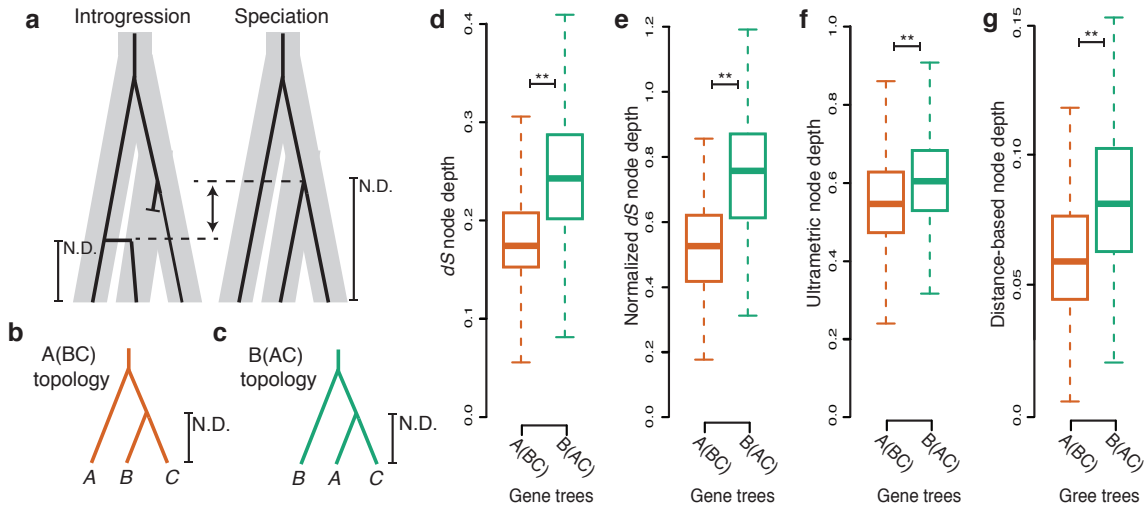 a
Introgression
Speciation
N.D.
N.D.
b
A(BC)
topology
N.D.
A
B
C
c
B(AC)
topology
N.D.
B
A
C
d
dS node depth
0.4
0.3
0.2
0.1
0.0
**
A(BC)
B(AC)
Gene trees
e
Normalized dS node depth
1.2
1.0
0.8
0.6
0.4
0.2
**
A(BC)
B(AC)
Gene trees
f
Ultrametric node depth
1.0
0.8
0.6
0.4
0.2
0.0
**
A(BC)
B(AC)
Gene trees
g
Distance-based node depth
0.15
0.10
0.05
0.0
**
A(BC)
B(AC)
Gree trees